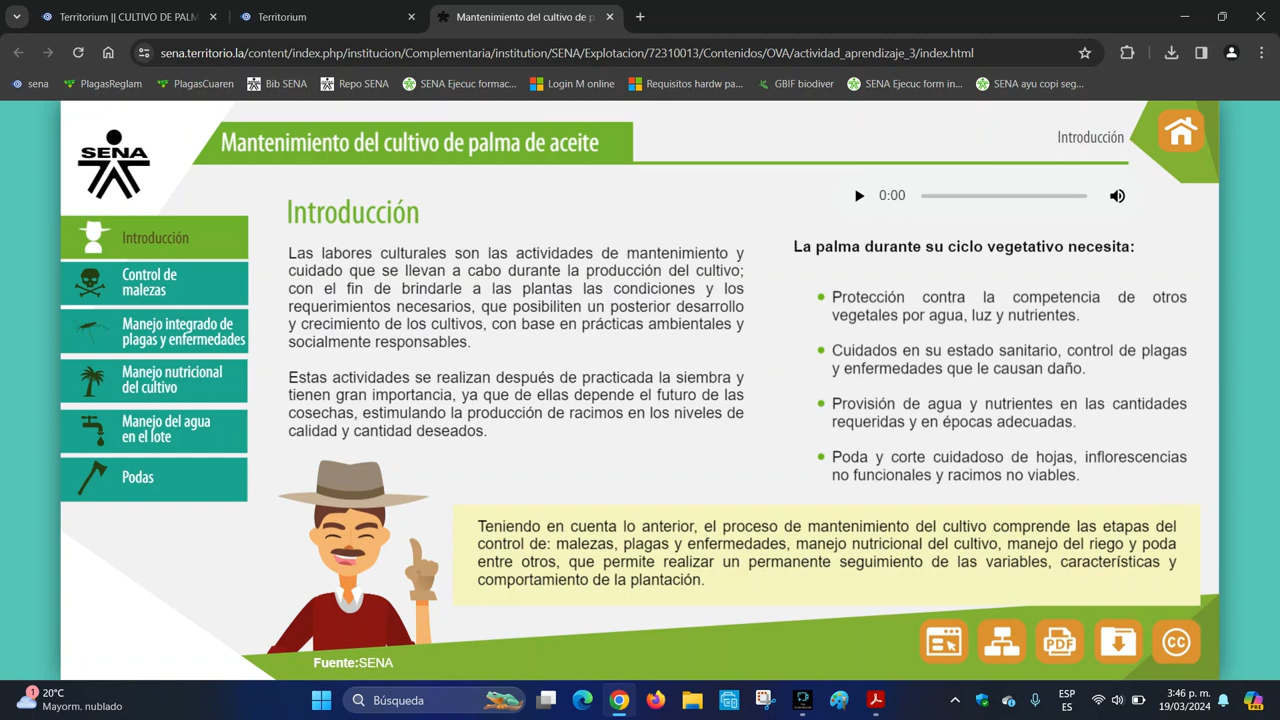 Territorium || CULTIVO DE PALM
Territorium
Mantenimiento del cultivo de p
sena.territorio.la/content/index.php/institucion/Complementaria/institution/SENA/Explotacion/72310013/Contenidos/OVA/actividad_aprendizaje_3/index.html
sena
PlagasReglam
PlagasCuaren
Bib SENA
Repo SENA
SENA Ejecuc formac...
Login M online
Requisitos hardw pa...
GBIF biodiver
SENA Ejecuc form in...
SENA ayu copi seg...
SENA
Mantenimiento del cultivo de palma de aceite
Introducción
Introducción
Control de
malezas
Manejo integrado de
plagas y enfermedades
Manejo nutricional
del cultivo
Manejo del agua
en el lote
Podas
Introducción
Las labores culturales son las actividades de mantenimiento y
cuidado que se llevan a cabo durante la producción del cultivo;
con el fin de brindarle a las plantas las condiciones y los
requerimientos necesarios, que posibiliten un posterior desarrollo
y crecimiento de los cultivos, con base en prácticas ambientales y
socialmente responsables.
Estas actividades se realizan después de practicada la siembra y
tienen gran importancia, ya que de ellas depende el futuro de las
cosechas, estimulando la producción de racimos en los niveles de
calidad y cantidad deseados.
0:00
La palma durante su ciclo vegetativo necesita:
Protección contra la competencia de otros
vegetales por agua, luz y nutrientes.
Cuidados en su estado sanitario, control de plagas
y enfermedades que le causan daño.
Provisión de agua y nutrientes en las cantidades
requeridas y en épocas adecuadas.
Poda y corte cuidadoso de hojas, inflorescencias
no funcionales y racimos no viables.
Teniendo en cuenta lo anterior, el proceso de mantenimiento del cultivo comprende las etapas del
control de: malezas, plagas y enfermedades, manejo nutricional del cultivo, manejo del riego y poda
entre otros, que permite realizar un permanente seguimiento de las variables, características y
comportamiento de la plantación.
Fuente:SENA
PDF
CC
1
20°C
Mayorm. nublado
Búsqueda
ESP
ES
3:46 p. m.
19/03/2024
PRE